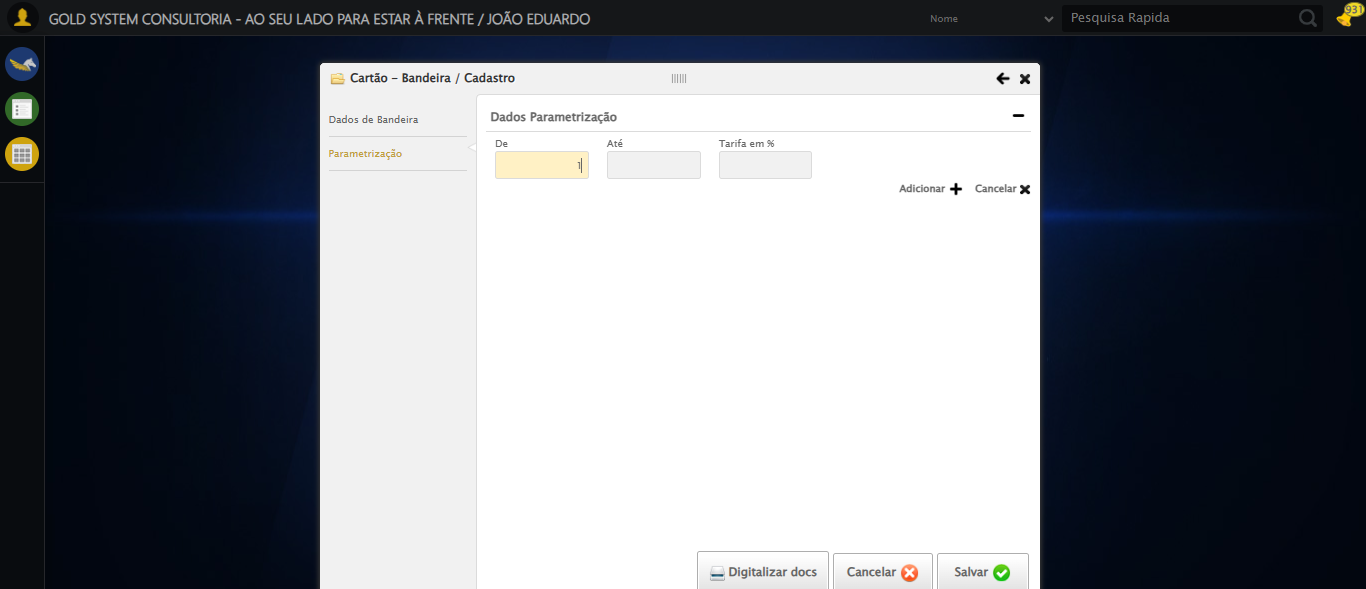 GOLD SYSTEM CONSULTORIA - AO SEU LADO PARA ESTAR À FRENTE / JOÃO EDUARDO
Nome
Pesquisa Rapida
931
Cartão - Bandeira / Cadastro
Dados de Bandeira
Parametrização
Dados Parametrização
De
Até
Tarifa em %
1
Adicionar
Cancelar
Digitalizar docs
Cancelar
Salvar